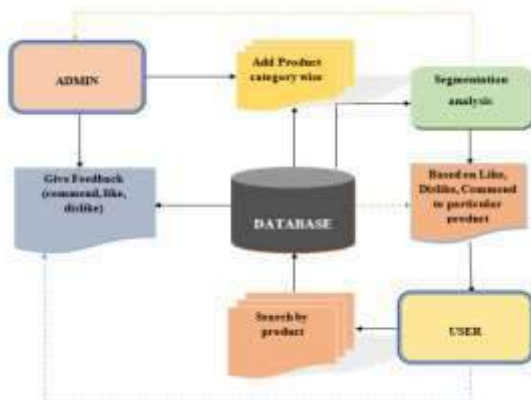 ADMIN
Add Product
category wise
Segmentation
analysis
Give Feedback
(commend, like,
dislike)
DATABASE
Based on Like,
Dislike, Commend
to particular
product
Search by
product
USER